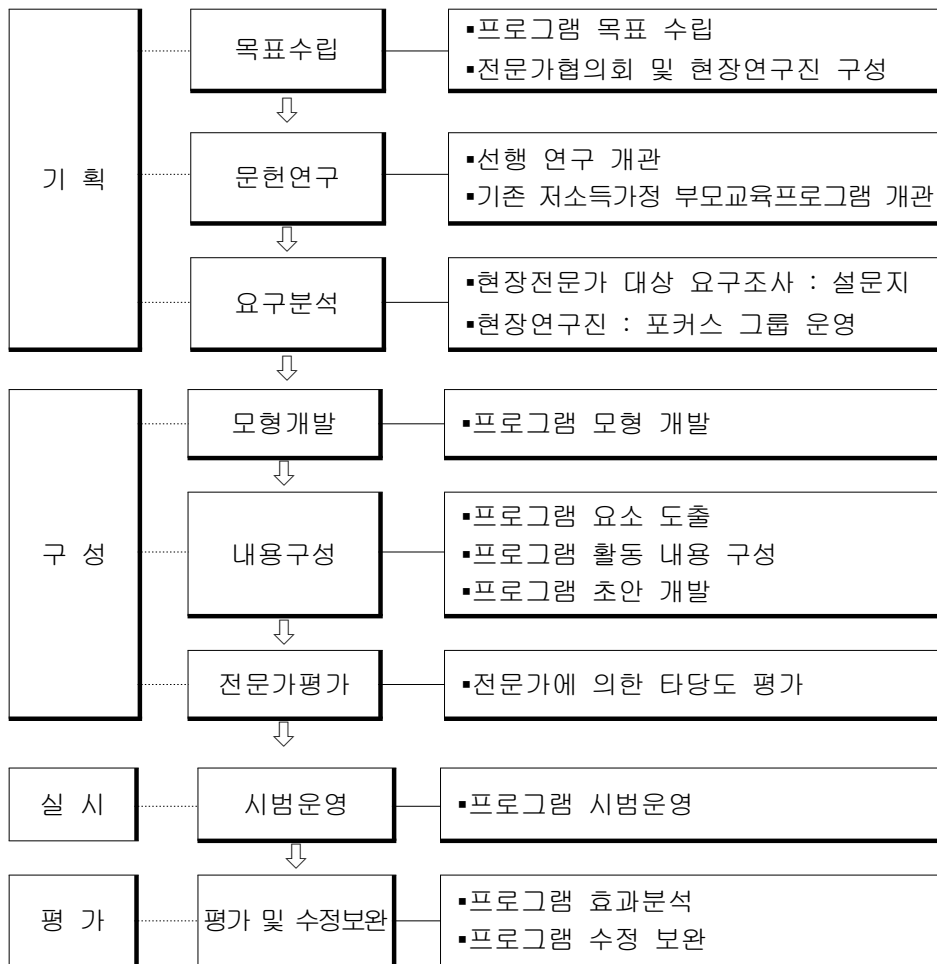 목표수립
▪프로그램 목표 수립
▪전문가협의회 및 현장연구진 구성
기 획
문헌연구
▪선행 연구 개관
▪기존 저소득가정 부모교육프로그램 개관
요구분석
▪현장전문가 대상 요구조사 : 설문지
▪현장연구진 : 포커스 그룹 운영
모형개발
▪프로그램 모형 개발
구 성
내용구성
▪프로그램 요소 도출
▪프로그램 활동 내용 구성
▪프로그램 초안 개발
전문가평가
▪전문가에 의한 타당도 평가
실 시
시범운영
▪프로그램 시범운영
평 가
평가 및 수정보완
▪프로그램 효과분석
▪프로그램 수정 보완